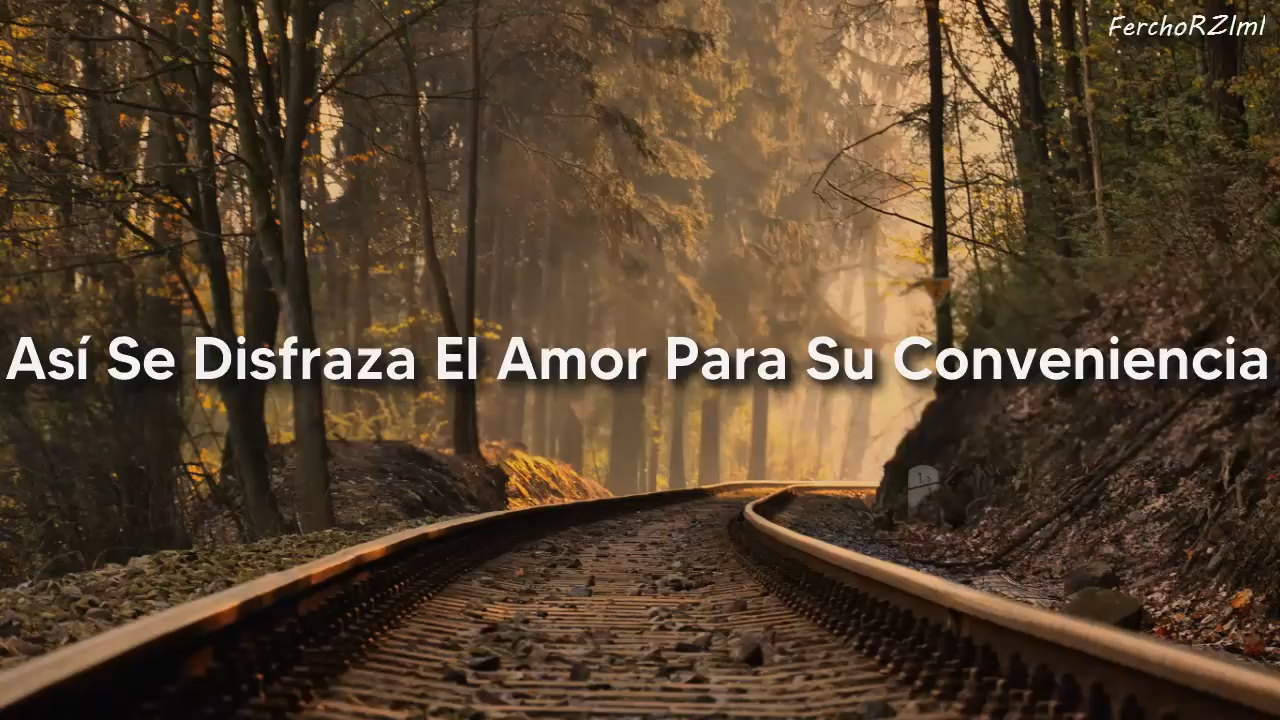 FerchoRZlml
Así Se Disfraza El Amor Para Su Conveniencia